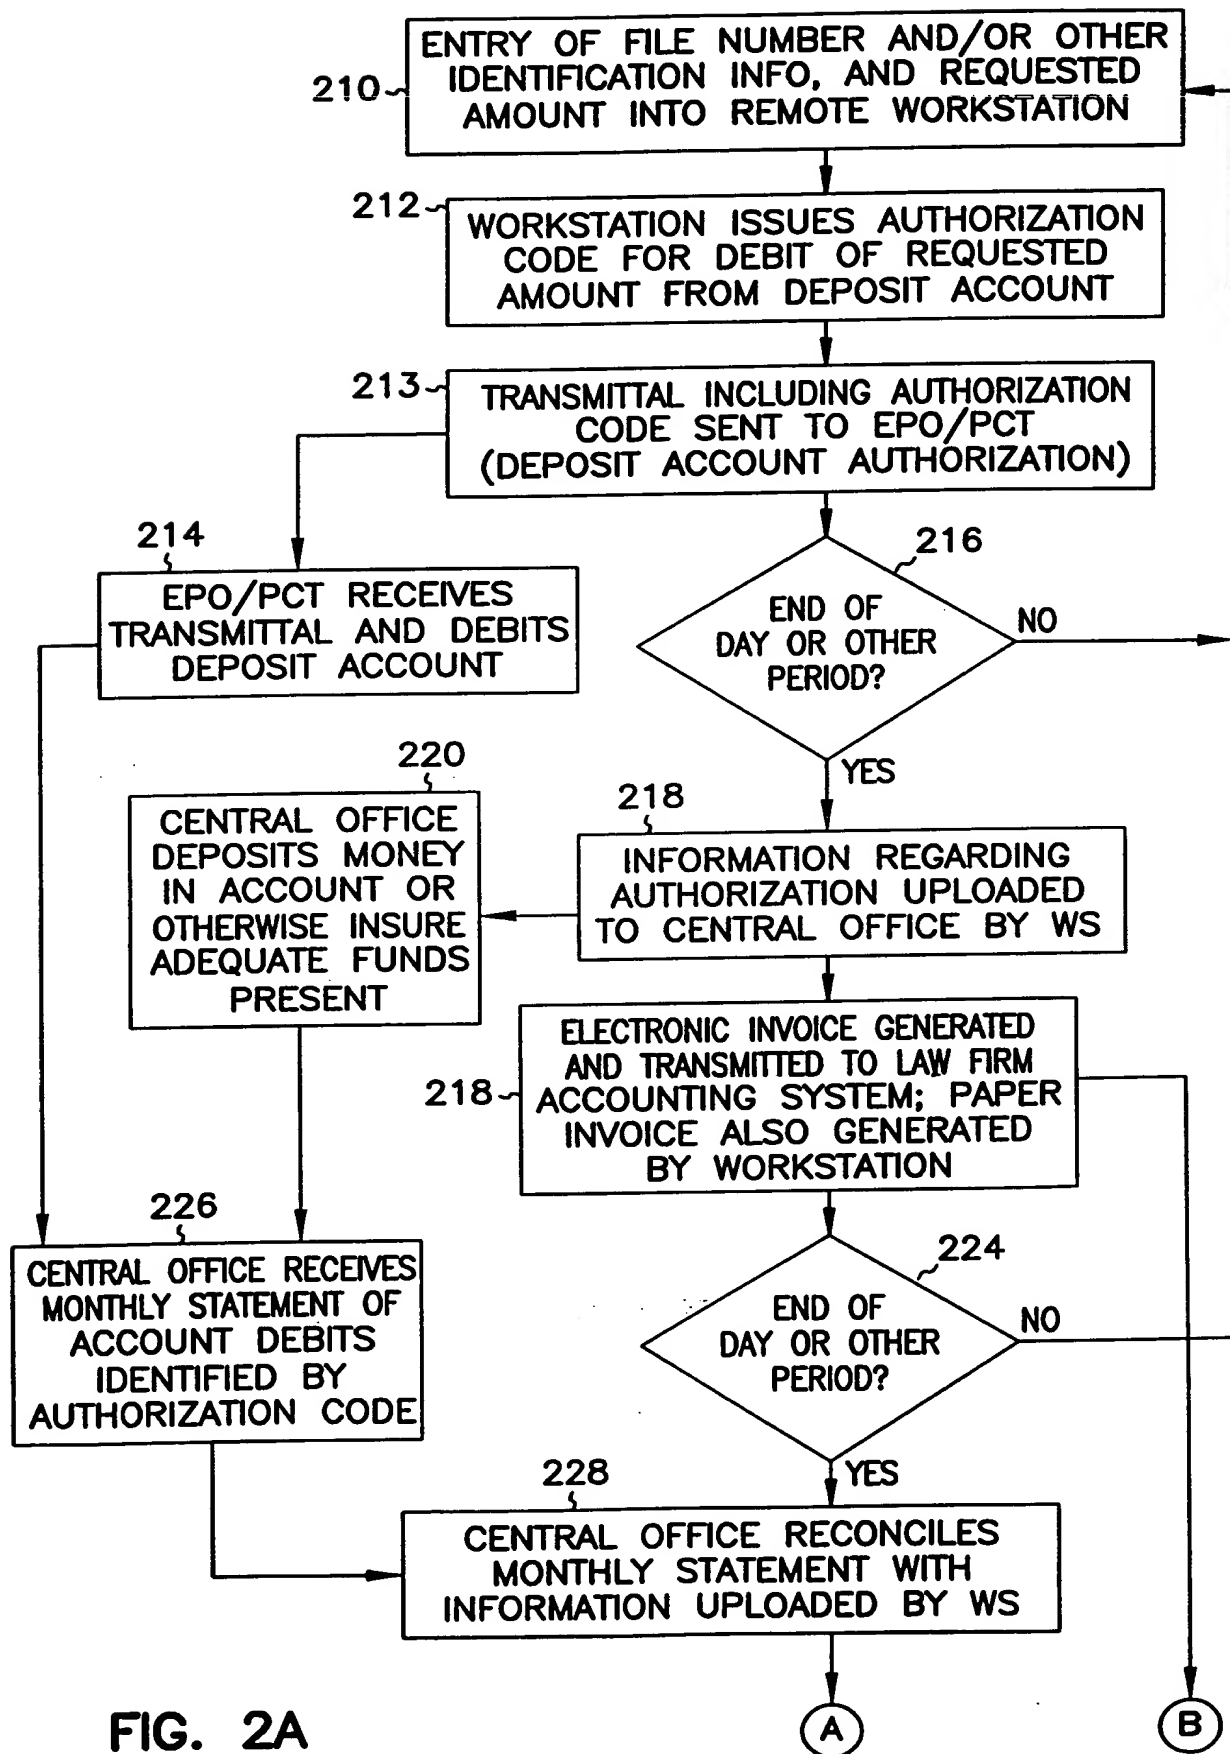 ENTRY OF FILE NUMBER AND/OR OTHER
IDENTIFICATION INFO, AND REQUESTED
AMOUNT INTO REMOTE WORKSTATION
210
212
WORKSTATION ISSUES AUTHORIZATION
CODE FOR DEBIT OF REQUESTED
AMOUNT FROM DEPOSIT ACCOUNT
213
TRANSMITTAL INCLUDING AUTHORIZATION
CODE SENT TO EPO/PCT
(DEPOSIT ACCOUNT AUTHORIZATION)
214
EPO/PCT RECEIVES
TRANSMITTAL AND DEBITS
DEPOSIT ACCOUNT
216
END OF
DAY OR OTHER
PERIOD?
NO
YES
220
CENTRAL OFFICE
DEPOSITS MONEY
IN ACCOUNT OR
OTHERWISE INSURE
ADEQUATE FUNDS
PRESENT
218
INFORMATION REGARDING
AUTHORIZATION UPLOADED
TO CENTRAL OFFICE BY WS
218
ELECTRONIC INVOICE GENERATED
AND TRANSMITTED TO LAW FIRM
ACCOUNTING SYSTEM; PAPER
INVOICE ALSO GENERATED
BY WORKSTATION
226
CENTRAL OFFICE RECEIVES
MONTHLY STATEMENT OF
ACCOUNT DEBITS
IDENTIFIED BY
AUTHORIZATION CODE
224
END OF
DAY OR OTHER
PERIOD?
NO
YES
228
CENTRAL OFFICE RECONCILES
MONTHLY STATEMENT WITH
INFORMATION UPLOADED BY WS
A
B
FIG. 2A